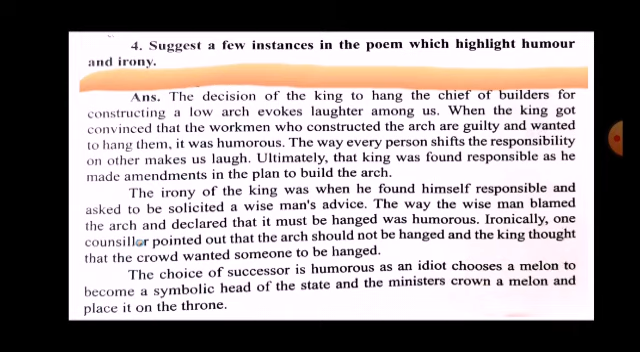 4. Suggest a few instances in the poem which highlight humour
and irony.
Ans. The decision of the king to hang the chief of builders for
constructing a low arch evokes laughter among us. When the king got
convinced that the workmen who constructed the arch are guilty and wanted
to hang them, it was humorous. The way every person shifts the responsibility
on other makes us laugh. Ultimately, that king was found responsible as he
made amendments in the plan to build the arch.
The irony of the king was when he found himself responsible and
asked to be solicited a wise man's advice. The way the wise man blamed
the arch and declared that it must be hanged was humorous. Ironically, one
counsillor pointed out that the arch should not be hanged and the king thought
that the crowd wanted someone to be hanged.
The choice of successor is humorous as an idiot chooses a melon to
become a symbolic head of the state and the ministers crown a melon and
place it on the throne.